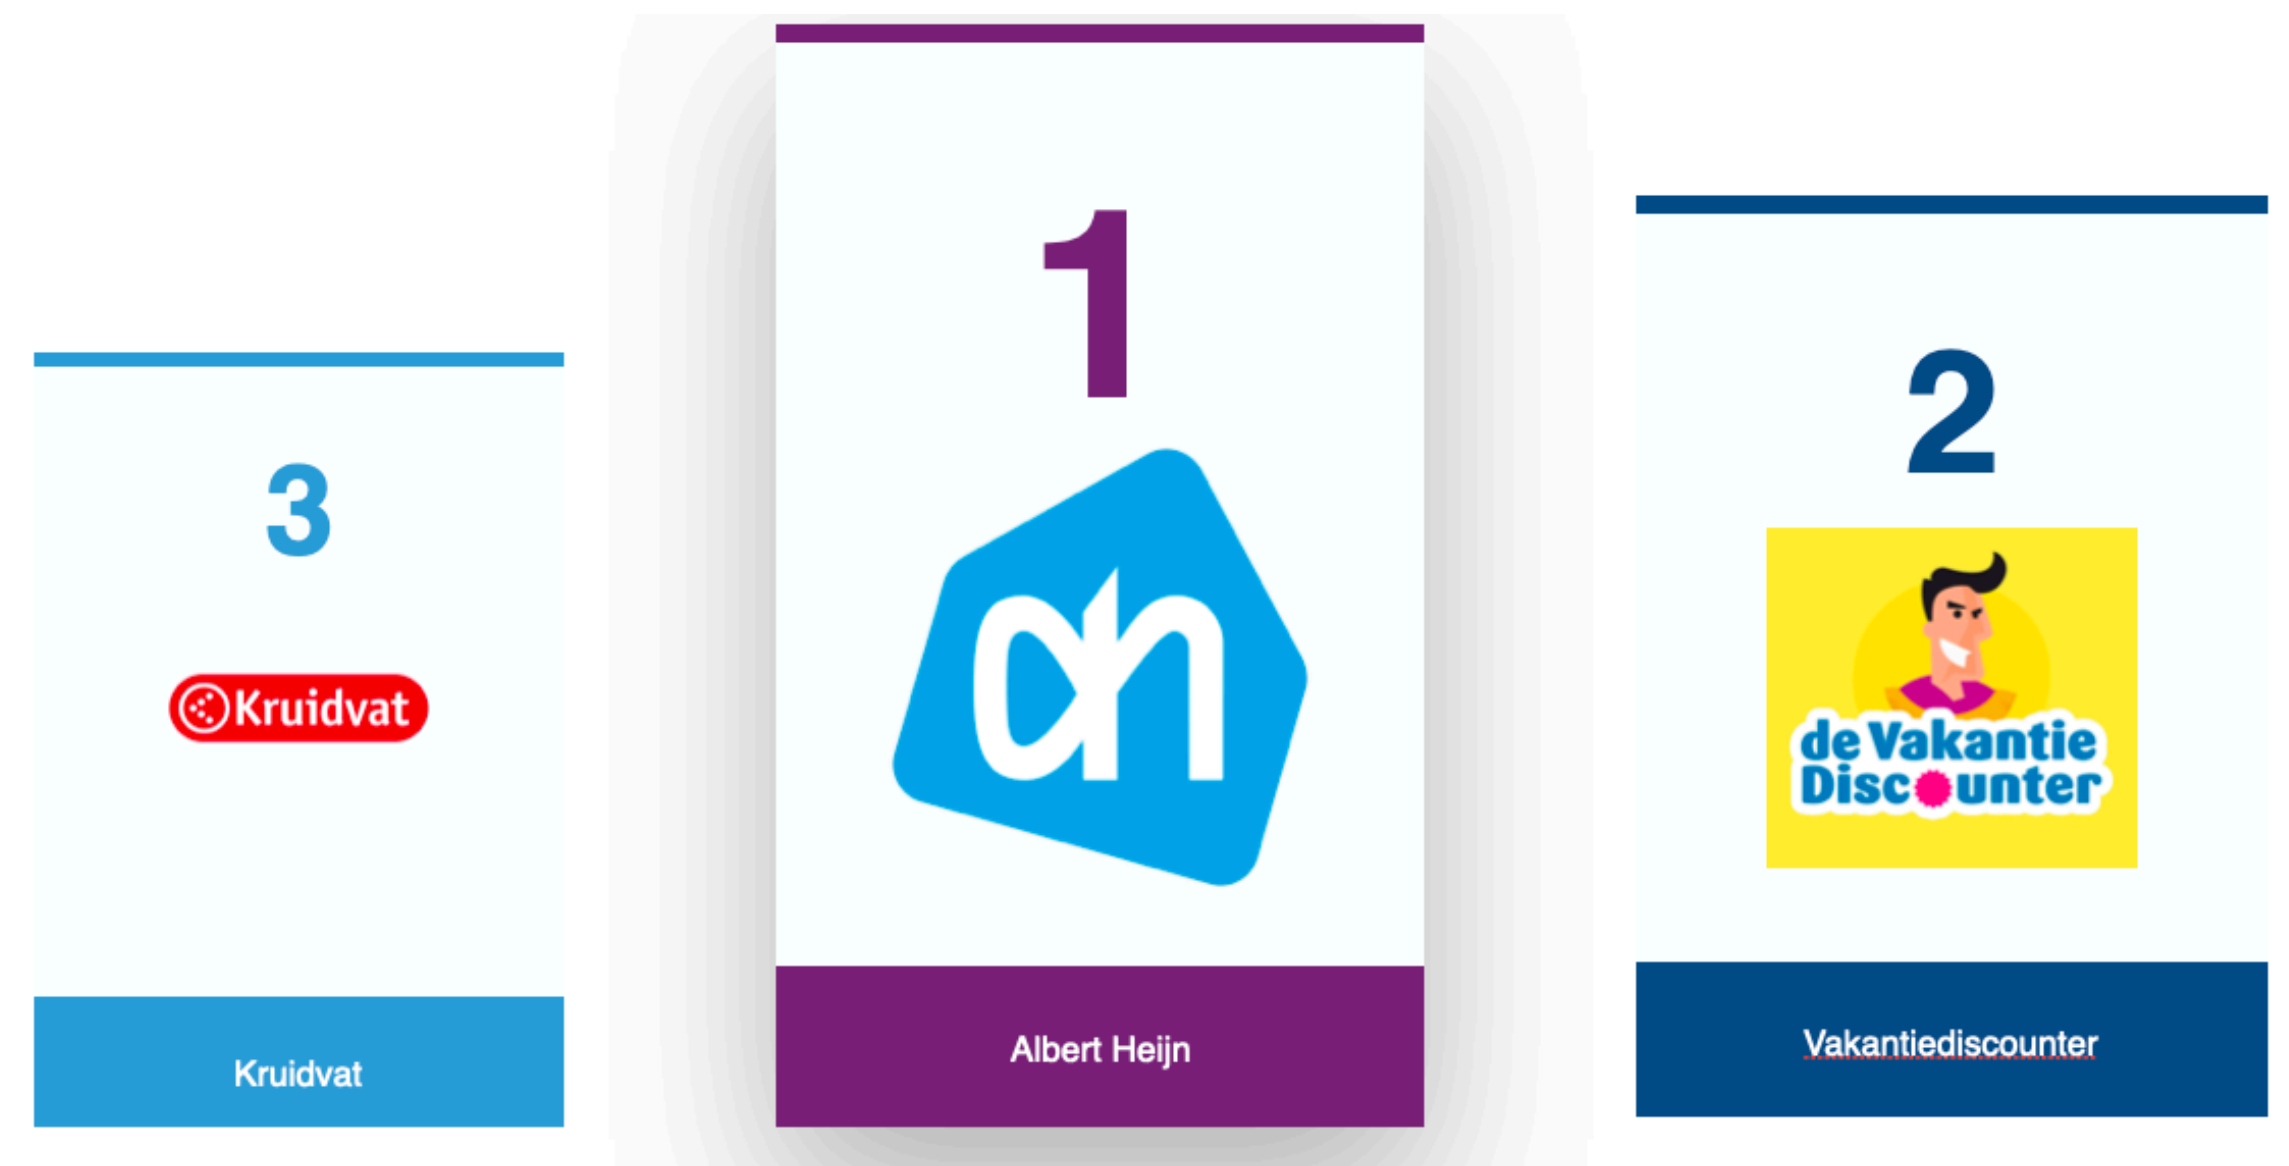 3
Kruidvat
Kruidvat
1
ah
Albert Heijn
2
de Vakantie
Discounter
Vakantiediscounter